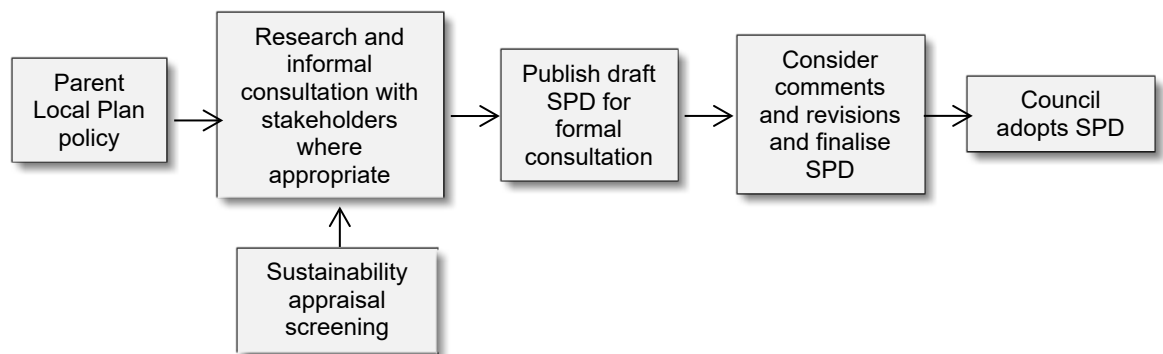 Parent
Local Plan
policy
Research and
informal
consultation with
stakeholders
where
appropriate
Publish draft
SPD for
formal
consultation
Consider
comments
and revisions
and finalise
SPD
Council
adopts SPD
Sustainability
appraisal
screening